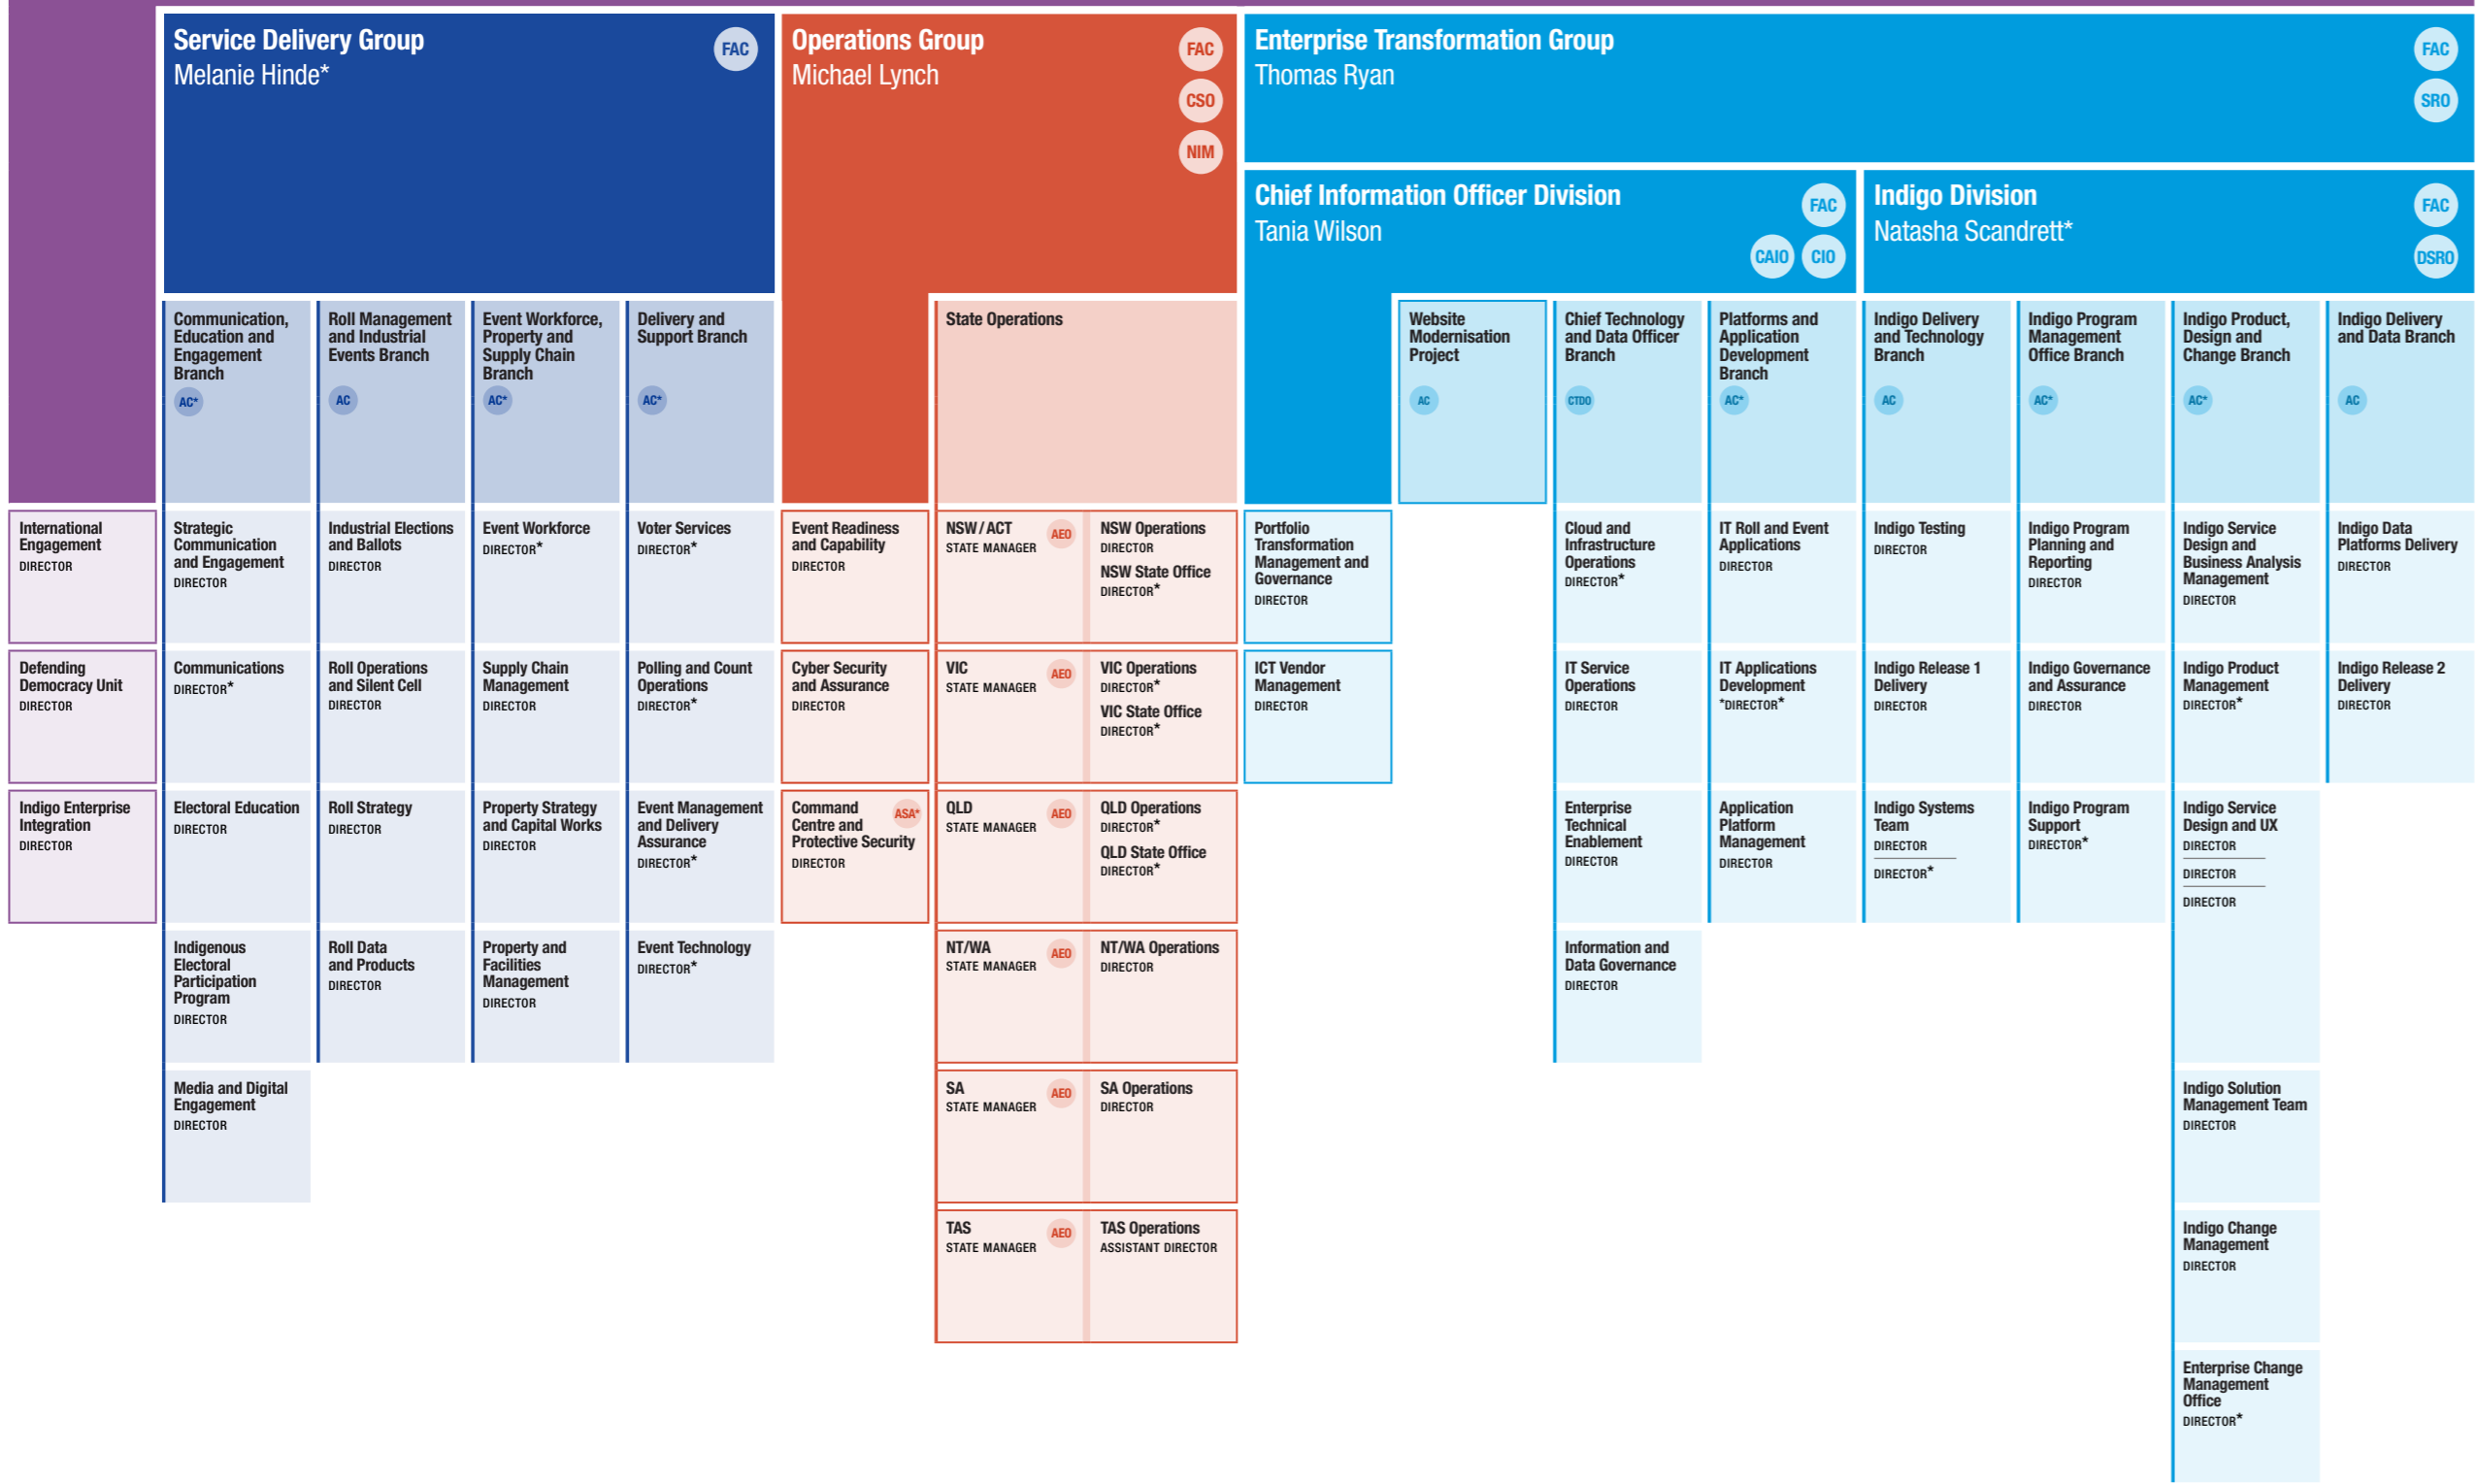 Service Delivery Group
Melanie Hinde*
FAC
Operations Group
Michael Lynch
FAC
CSO
NIM
Enterprise Transformation Group
Thomas Ryan
FAC
SRO
Chief Information Officer Division
Tania Wilson
FAC
CAIO
CIO
Indigo Division
Natasha Scandrett*
FAC
DSRO
Communication,
Education and
Engagement
Branch
AC*
Roll Management
and Industrial
Events Branch
AC
Event Workforce,
Property and
Supply Chain
Branch
AC*
Delivery and
Support Branch
AC*
State Operations
Website
Modernisation
Project
AC
Chief Technology
and Data Officer
Branch
CTDO
Platforms and
Application
Development
Branch
AC*
Indigo Delivery
and Technology
Branch
AC
Indigo Program
Management
Office Branch
AC*
Indigo Product,
Design and
Change Branch
AC*
Indigo Delivery
and Data Branch
AC
International
Engagement
DIRECTOR
Strategic
Communication
and Engagement
DIRECTOR
Industrial Elections
and Ballots
DIRECTOR
Event Workforce
DIRECTOR*
Voter Services
DIRECTOR*
Event Readiness
and Capability
DIRECTOR
NSW/ACT
STATE MANAGER
AEO
NSW Operations
DIRECTOR
NSW State Office
DIRECTOR*
Portfolio
Transformation
Management and
Governance
DIRECTOR
Cloud and
Infrastructure
Operations
DIRECTOR*
IT Roll and Event
Applications
DIRECTOR
Indigo Testing
DIRECTOR
Indigo Program
Planning and
Reporting
DIRECTOR
Indigo Service
Design and
Business Analysis
Management
DIRECTOR
Indigo Data
Platforms Delivery
DIRECTOR
Defending
Democracy Unit
DIRECTOR
Communications
DIRECTOR*
Roll Operations
and Silent Cell
DIRECTOR
Supply Chain
Management
DIRECTOR
Polling and Count
Operations
DIRECTOR*
Cyber Security
and Assurance
DIRECTOR
VIC
STATE MANAGER
AEO
VIC Operations
DIRECTOR*
VIC State Office
DIRECTOR*
ICT Vendor
Management
DIRECTOR
IT Service
Operations
DIRECTOR
IT Applications
Development
*DIRECTOR*
Indigo Release 1
Delivery
DIRECTOR
Indigo Governance
and Assurance
DIRECTOR
Indigo Product
Management
DIRECTOR*
Indigo Release 2
Delivery
DIRECTOR
Indigo Enterprise
Integration
DIRECTOR
Electoral Education
DIRECTOR
Roll Strategy
DIRECTOR
Property Strategy
and Capital Works
DIRECTOR
Event Management
and Delivery
Assurance
DIRECTOR*
Command
Centre and
Protective Security
DIRECTOR
ASA*
QLD
STATE MANAGER
AEO
QLD Operations
DIRECTOR*
QLD State Office
DIRECTOR*
Enterprise
Technical
Enablement
DIRECTOR
Application
Platform
Management
DIRECTOR
Indigo Systems
Team
DIRECTOR
DIRECTOR*
Indigo Program
Support
DIRECTOR*
Indigo Service
Design and UX
DIRECTOR
DIRECTOR
DIRECTOR
Indigenous
Electoral
Participation
Program
DIRECTOR
Roll Data
and Products
DIRECTOR
Property and
Facilities
Management
DIRECTOR
Event Technology
DIRECTOR*
NT/WA
STATE MANAGER
AEO
NT/WA Operations
DIRECTOR
Information and
Data Governance
DIRECTOR
Media and Digital
Engagement
DIRECTOR
SA
STATE MANAGER
AEO
SA Operations
DIRECTOR
Indigo Solution
Management Team
DIRECTOR
TAS
STATE MANAGER
AEO
TAS Operations
ASSISTANT DIRECTOR
Indigo Change
Management
DIRECTOR
Enterprise Change
Management
Office
DIRECTOR*